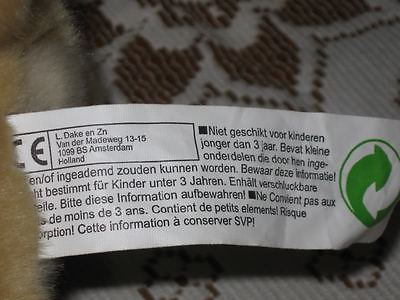 CE
L. Dake en Zn
Van der Madeweg 13-15
1099 BS Amsterdam
Holland
■Niet geschikt voor kinderen
jonger dan 3 jaar. Bevat kleine
onderdelen die door hen inge-
en/of ingeademd zouden kunnen worden. Bewaar deze informatie!
bestimmt für Kinder unter 3 Jahren. Enhält verschluckbare
eile. Bitte diese Information aufbewahren! ■Ne Convient pas aux
de moins de 3 ans. Contient de petits elements! Risque
orption! Cette information à conserver SVP!